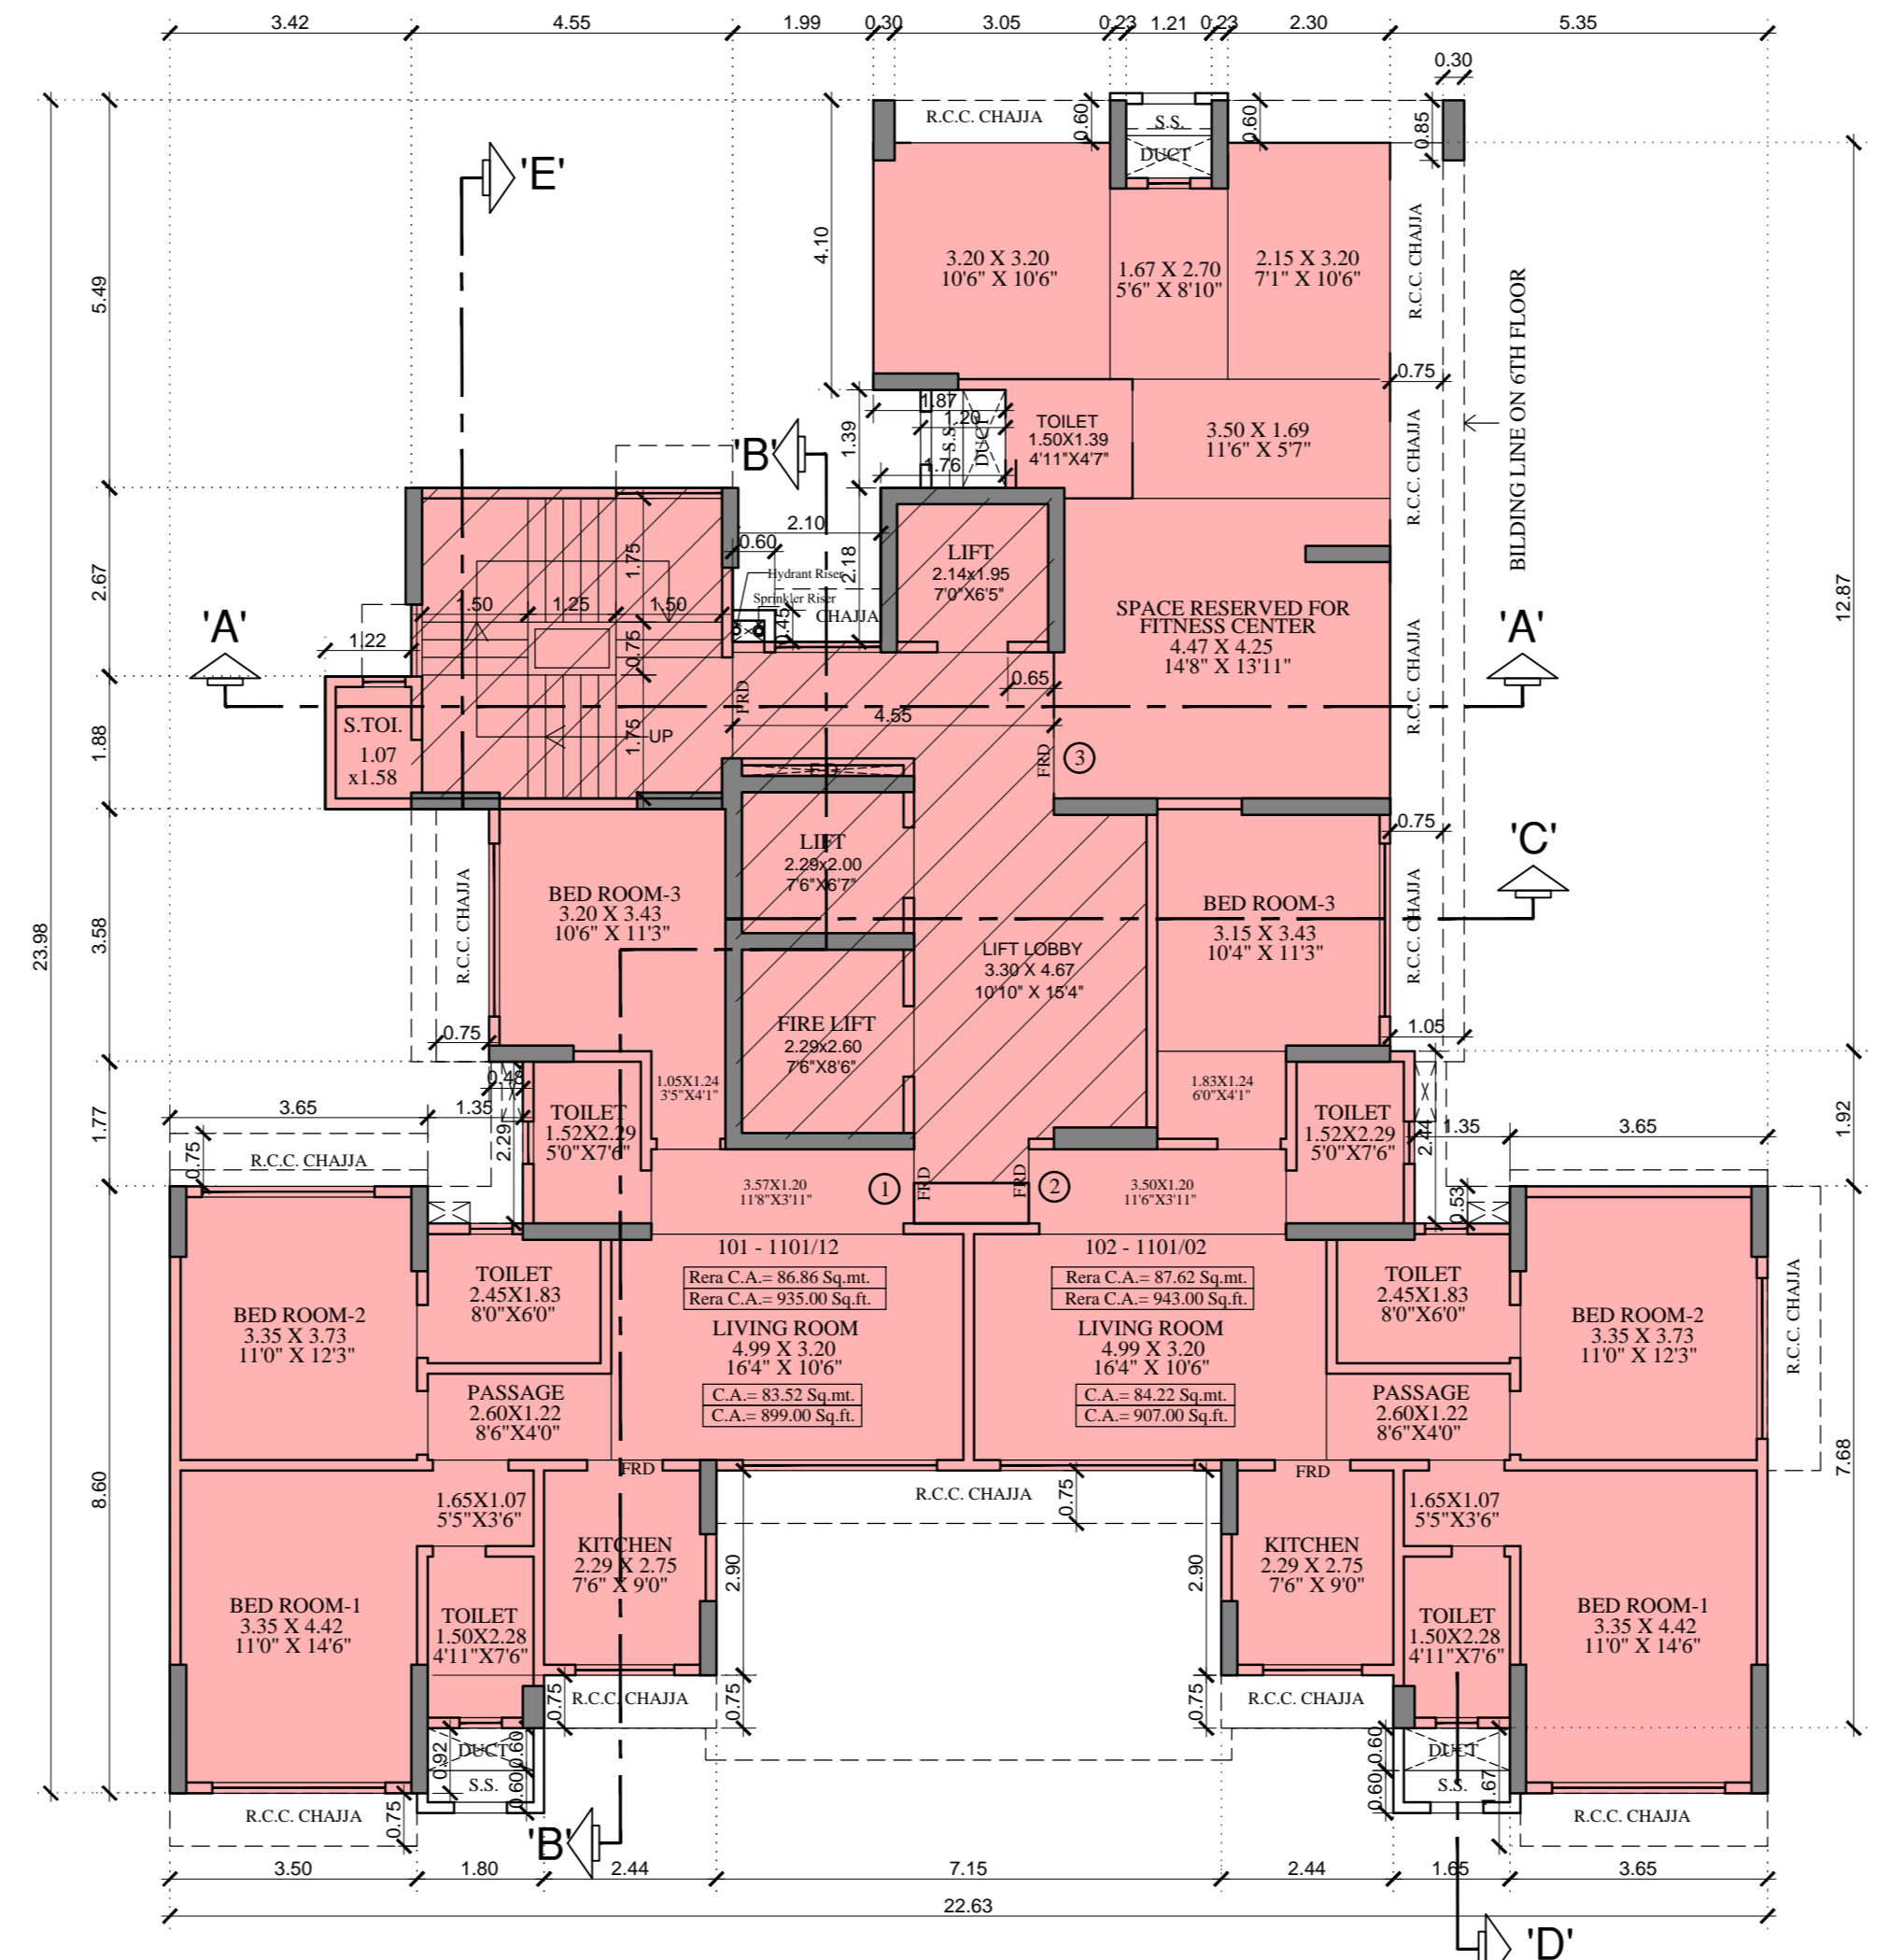 3.42 4.55 1.99 0.30 3.05 0.23 1.21 0.23 2.30 5.35
0.30
R.C.C. CHAJJA
0.60
S.S.
DUCT
0.60
0.85
'E'
4.10
5.49
3.20 X 3.20
10'6" X 10'6"
1.67 X 2.70
5'6" X 8'10"
2.15 X 3.20
7'1" X 10'6"
R.C.C. CHAJJA
BILDING LINE ON 6TH FLOOR
0.75
1.87
1.20
S.S.
DUCT
1.76
1.39
TOILET
1.50X1.39
4'11"X4'7"
3.50 X 1.69
11'6" X 5'7"
R.C.C. CHAJJA
'B'
2.10
0.60
2.18
Hydrant Riser
Sprinkler Riser
0.45
CHAJJA
LIFT
2.14x1.95
7'0"X6'5"
2.67
1.75
1.50 1.25 1.50
0.75
1.75
UP
12.87
SPACE RESERVED FOR
FITNESS CENTER
4.47 X 4.25
14'8" X 13'11"
R.C.C. CHAJJA
'A'
'A'
1.22
0.65
4.55
PRD
S.TOI.
1.07
x1.58
1.88
FRD
3
F.D
0.75
'C'
LIFT
2.29x2.00
7'6"X6'7"
BED ROOM-3
3.20 X 3.43
10'6" X 11'3"
BED ROOM-3
3.15 X 3.43
10'4" X 11'3"
R.C.C. CHAJJA
R.C.C. CHAJJA
3.58
23.98
LIFT LOBBY
3.30 X 4.67
10'10" X 15'4"
FIRE LIFT
2.29x2.60
7'6"X8'6"
0.75
1.05
0.48
1.05X1.24
3'5"X4'1"
1.83X1.24
6'0"X4'1"
3.65 1.35
2.29
TOILET
1.52X2.29
5'0"X7'6"
TOILET
1.52X2.29
5'0"X7'6"
2.44
1.35 3.65
1.77
1.92
0.75
R.C.C. CHAJJA
3.57X1.20
11'8"X3'11"
1
FRD
FRD
2
3.50X1.20
11'6"X3'11"
0.53
101 - 1101/12
Rera C.A.= 86.86 Sq.mt.
Rera C.A.= 935.00 Sq.ft.
102 - 1101/02
Rera C.A.= 87.62 Sq.mt.
Rera C.A.= 943.00 Sq.ft.
TOILET
2.45X1.83
8'0"X6'0"
TOILET
2.45X1.83
8'0"X6'0"
BED ROOM-2
3.35 X 3.73
11'0" X 12'3"
BED ROOM-2
3.35 X 3.73
11'0" X 12'3"
R.C.C. CHAJJA
LIVING ROOM
4.99 X 3.20
16'4" X 10'6"
LIVING ROOM
4.99 X 3.20
16'4" X 10'6"
C.A.= 83.52 Sq.mt.
C.A.= 899.00 Sq.ft.
C.A.= 84.22 Sq.mt.
C.A.= 907.00 Sq.ft.
PASSAGE
2.60X1.22
8'6"X4'0"
PASSAGE
2.60X1.22
8'6"X4'0"
8.60
7.68
FRD
FRD
R.C.C. CHAJJA
0.75
1.65X1.07
5'5"X3'6"
1.65X1.07
5'5"X3'6"
KITCHEN
2.29 X 2.75
7'6" X 9'0"
2.90
2.90
KITCHEN
2.29 X 2.75
7'6" X 9'0"
BED ROOM-1
3.35 X 4.42
11'0" X 14'6"
TOILET
1.50X2.28
4'11"X7'6"
TOILET
1.50X2.28
4'11"X7'6"
BED ROOM-1
3.35 X 4.42
11'0" X 14'6"
0.75
R.C.C. CHAJJA
0.75
0.75
R.C.C. CHAJJA
0.92
DUCT
0.60
S.S.
0.60
0.60
DUCT
0.60
S.S.
1.67
R.C.C. CHAJJA
0.75
R.C.C. CHAJJA
'B'
3.50 1.80 2.44 7.15 2.44 1.65 3.65
22.63
'D'